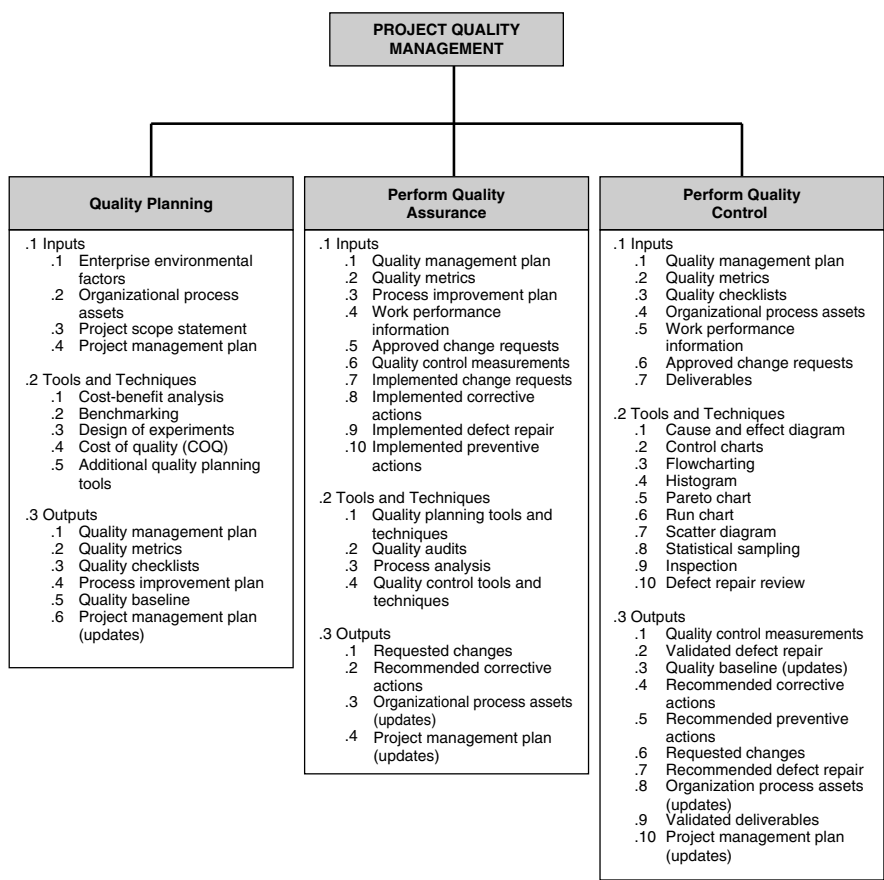 PROJECT QUALITY
MANAGEMENT
Quality Planning
.1 Inputs
.1 Enterprise environmental
factors
.2 Organizational process
assets
.3 Project scope statement
.4 Project management plan
.2 Tools and Techniques
.1 Cost-benefit analysis
.2 Benchmarking
.3 Design of experiments
.4 Cost of quality (COQ)
.5 Additional quality planning
tools
.3 Outputs
.1 Quality management plan
.2 Quality metrics
.3 Quality checklists
.4 Process improvement plan
.5 Quality baseline
.6 Project management plan
(updates)
Perform Quality
Assurance
.1 Inputs
.1 Quality management plan
.2 Quality metrics
.3 Process improvement plan
.4 Work performance
information
.5 Approved change requests
.6 Quality control measurements
.7 Implemented change requests
.8 Implemented corrective
actions
.9 Implemented defect repair
.10 Implemented preventive
actions
.2 Tools and Techniques
.1 Quality planning tools and
techniques
.2 Quality audits
.3 Process analysis
.4 Quality control tools and
techniques
.3 Outputs
.1 Requested changes
.2 Recommended corrective
actions
.3 Organizational process assets
(updates)
.4 Project management plan
(updates)
Perform Quality
Control
.1 Inputs
.1 Quality management plan
.2 Quality metrics
.3 Quality checklists
.4 Organizational process assets
.5 Work performance
information
.6 Approved change requests
.7 Deliverables
.2 Tools and Techniques
.1 Cause and effect diagram
.2 Control charts
.3 Flowcharting
.4 Histogram
.5 Pareto chart
.6 Run chart
.7 Scatter diagram
.8 Statistical sampling
.9 Inspection
.10 Defect repair review
.3 Outputs
.1 Quality control measurements
.2 Validated defect repair
.3 Quality baseline (updates)
.4 Recommended corrective
actions
.5 Recommended preventive
actions
.6 Requested changes
.7 Recommended defect repair
.8 Organization process assets
(updates)
.9 Validated deliverables
.10 Project management plan
(updates)